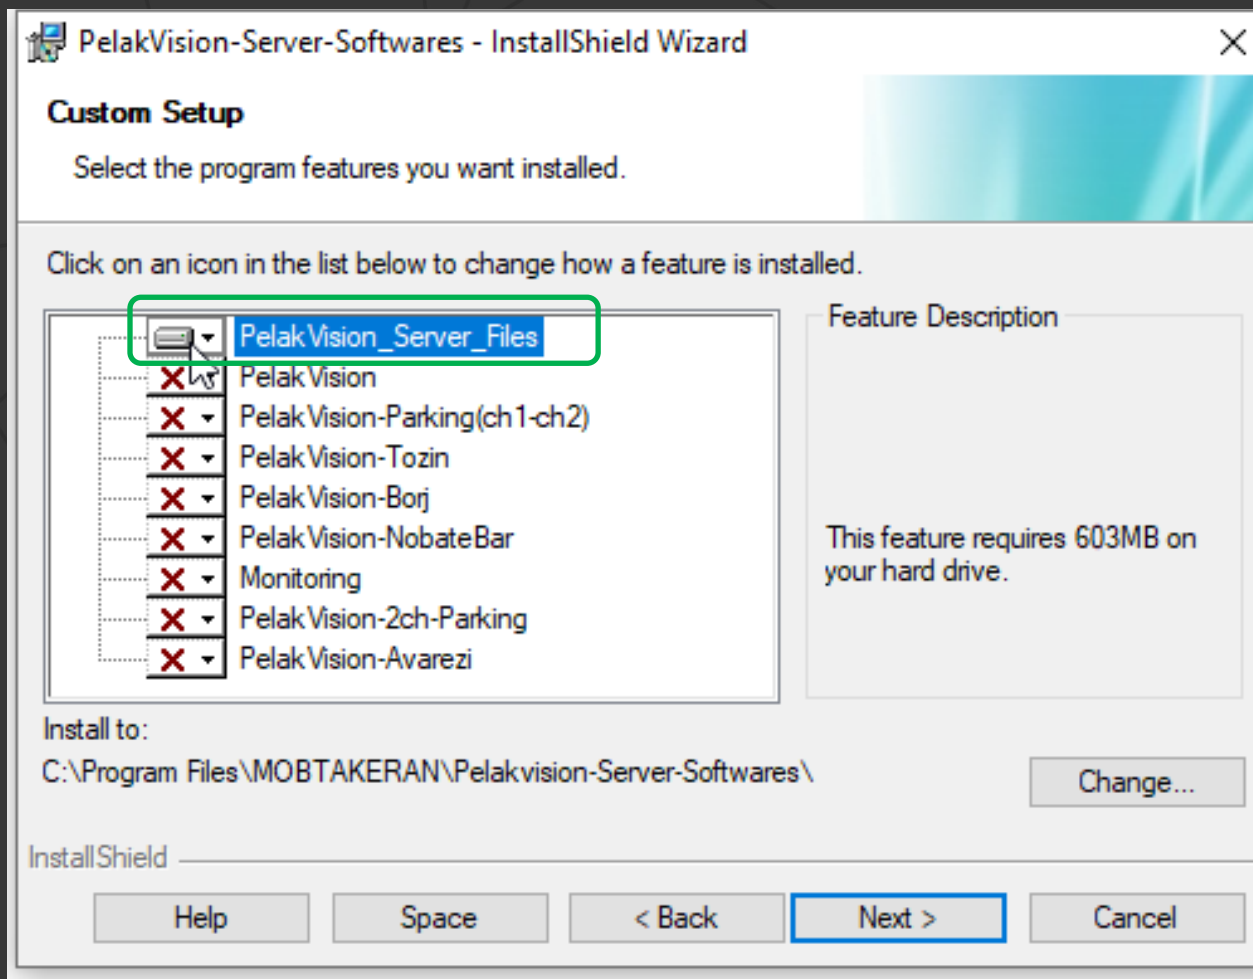 PelakVision-Server-Softwares - InstallShield Wizard
Custom Setup
Select the program features you want installed.
Click on an icon in the list below to change how a feature is installed.
PelakVision_Server_Files
PelakVision
PelakVision-Parking(ch1-ch2)
PelakVision-Tozin
PelakVision-Borj
PelakVision-NobateBar
Monitoring
PelakVision-2ch-Parking
PelakVision-Avarezi
Feature Description
This feature requires 603MB on
your hard drive.
Install to:
C:\Program Files\MOBTAKERAN\Pelakvision-Server-Softwares\
Change...
InstallShield
Help
Space
< Back
Next >
Cancel